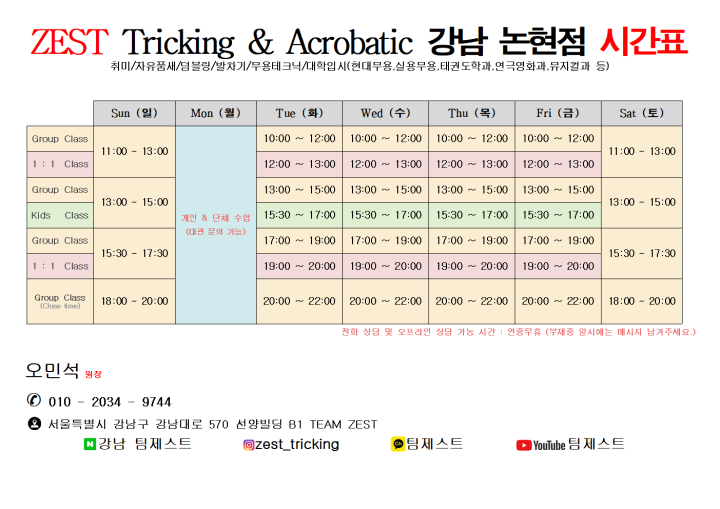 ZEST Tricking & Acrobatic 강남 논현점 시간표
취미/자유품새/덤블링/발차기/무용테크닉/대학입시(현대무용,실용무용,태권도학과,연극영화과,뮤지컬과 등)
Sun (일) Mon (월) Tue (화) Wed (수) Thu (목) Fri (금) Sat (토)
Group Class 11:00 ~ 13:00 10:00 ~ 12:00 10:00 ~ 12:00 10:00 ~ 12:00 10:00 ~ 12:00 11:00 ~ 13:00
1 : 1 Class 12:00 ~ 13:00 12:00 ~ 13:00 12:00 ~ 13:00 12:00 ~ 13:00
Group Class 13:00 ~ 15:00 13:00 ~ 15:00 13:00 ~ 15:00 13:00 ~ 15:00 13:00 ~ 15:00 13:00 ~ 15:00
개인 & 단체 수업
(대관 문의 가능)
Kids Class 15:30 ~ 17:00 15:30 ~ 17:00 15:30 ~ 17:00 15:30 ~ 17:00
Group Class 15:30 ~ 17:30 17:00 ~ 19:00 17:00 ~ 19:00 17:00 ~ 19:00 17:00 ~ 19:00 15:30 ~ 17:30
1 : 1 Class 19:00 ~ 20:00 19:00 ~ 20:00 19:00 ~ 20:00 19:00 ~ 20:00
Group Class 18:00 ~ 20:00 20:00 ~ 22:00 20:00 ~ 22:00 20:00 ~ 22:00 20:00 ~ 22:00 18:00 ~ 20:00
(Close time)
전화 상담 및 오프라인 상담 가능 시간 : 연중무휴 (부재중 일시에는 메시지 남겨주세요.)
오민석 원장
010 - 2034 - 9744
서울특별시 강남구 강남대로 570 선양빌딩 B1 TEAM ZEST
N 강남 팀제스트 zest_tricking Ch 팀제스트 YouTube 팀제스트